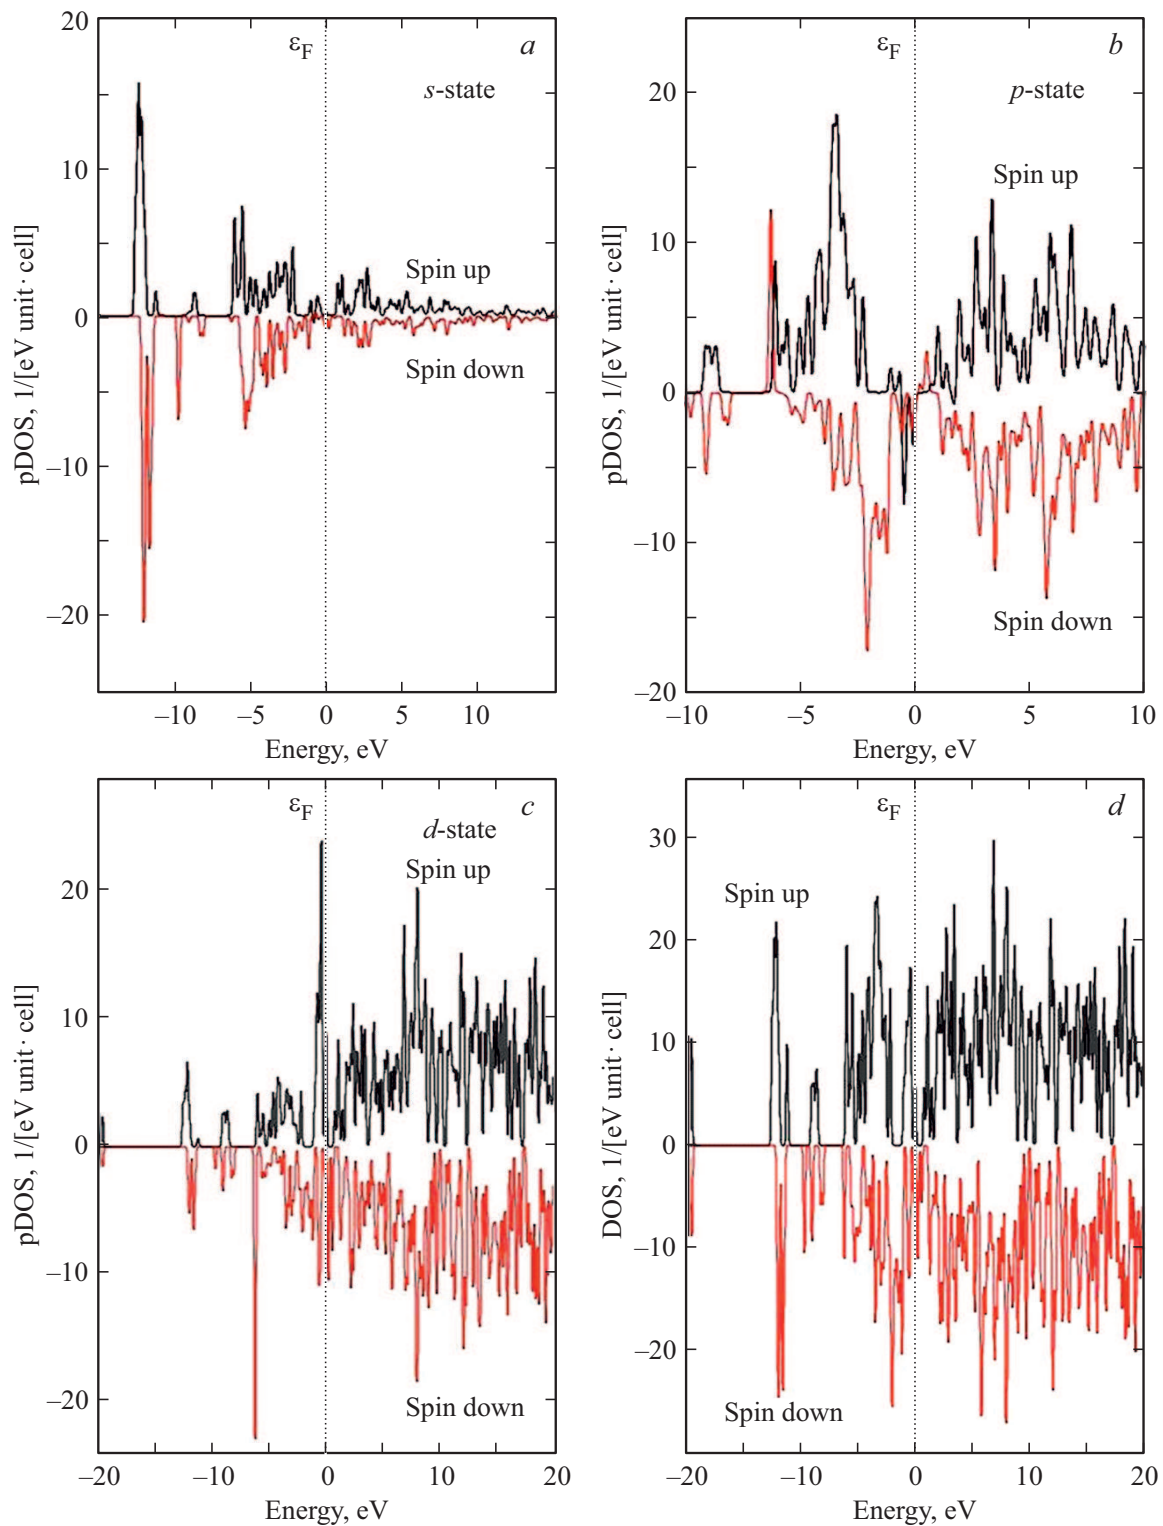 20
εF
a
s-state
10
Spin up
0
Spin down
–10
–20
pDOS, 1/[eV unit · cell]
–10
–5
0
5
10
Energy, eV
εF
b
20
p-state
Spin up
10
0
–10
Spin down
–20
pDOS, 1/[eV unit · cell]
–10
–5
0
5
10
Energy, eV
εF
c
d-state
Spin up
20
10
0
–10
–20
Spin down
pDOS, 1/[eV unit · cell]
–20
–10
0
10
20
Energy, eV
εF
d
30
Spin up
20
10
0
–10
–20
Spin down
DOS, 1/[eV unit · cell]
–20
–10
0
10
20
Energy, eV